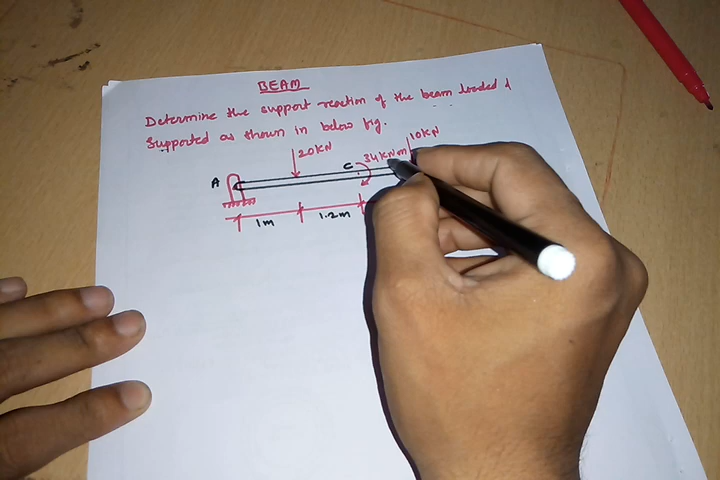 BEAM
Determine the support reaction of the beam loaded &
Supported as shown in below fig.
20KN
10KN
C
34KNm
A
1m
1.2m